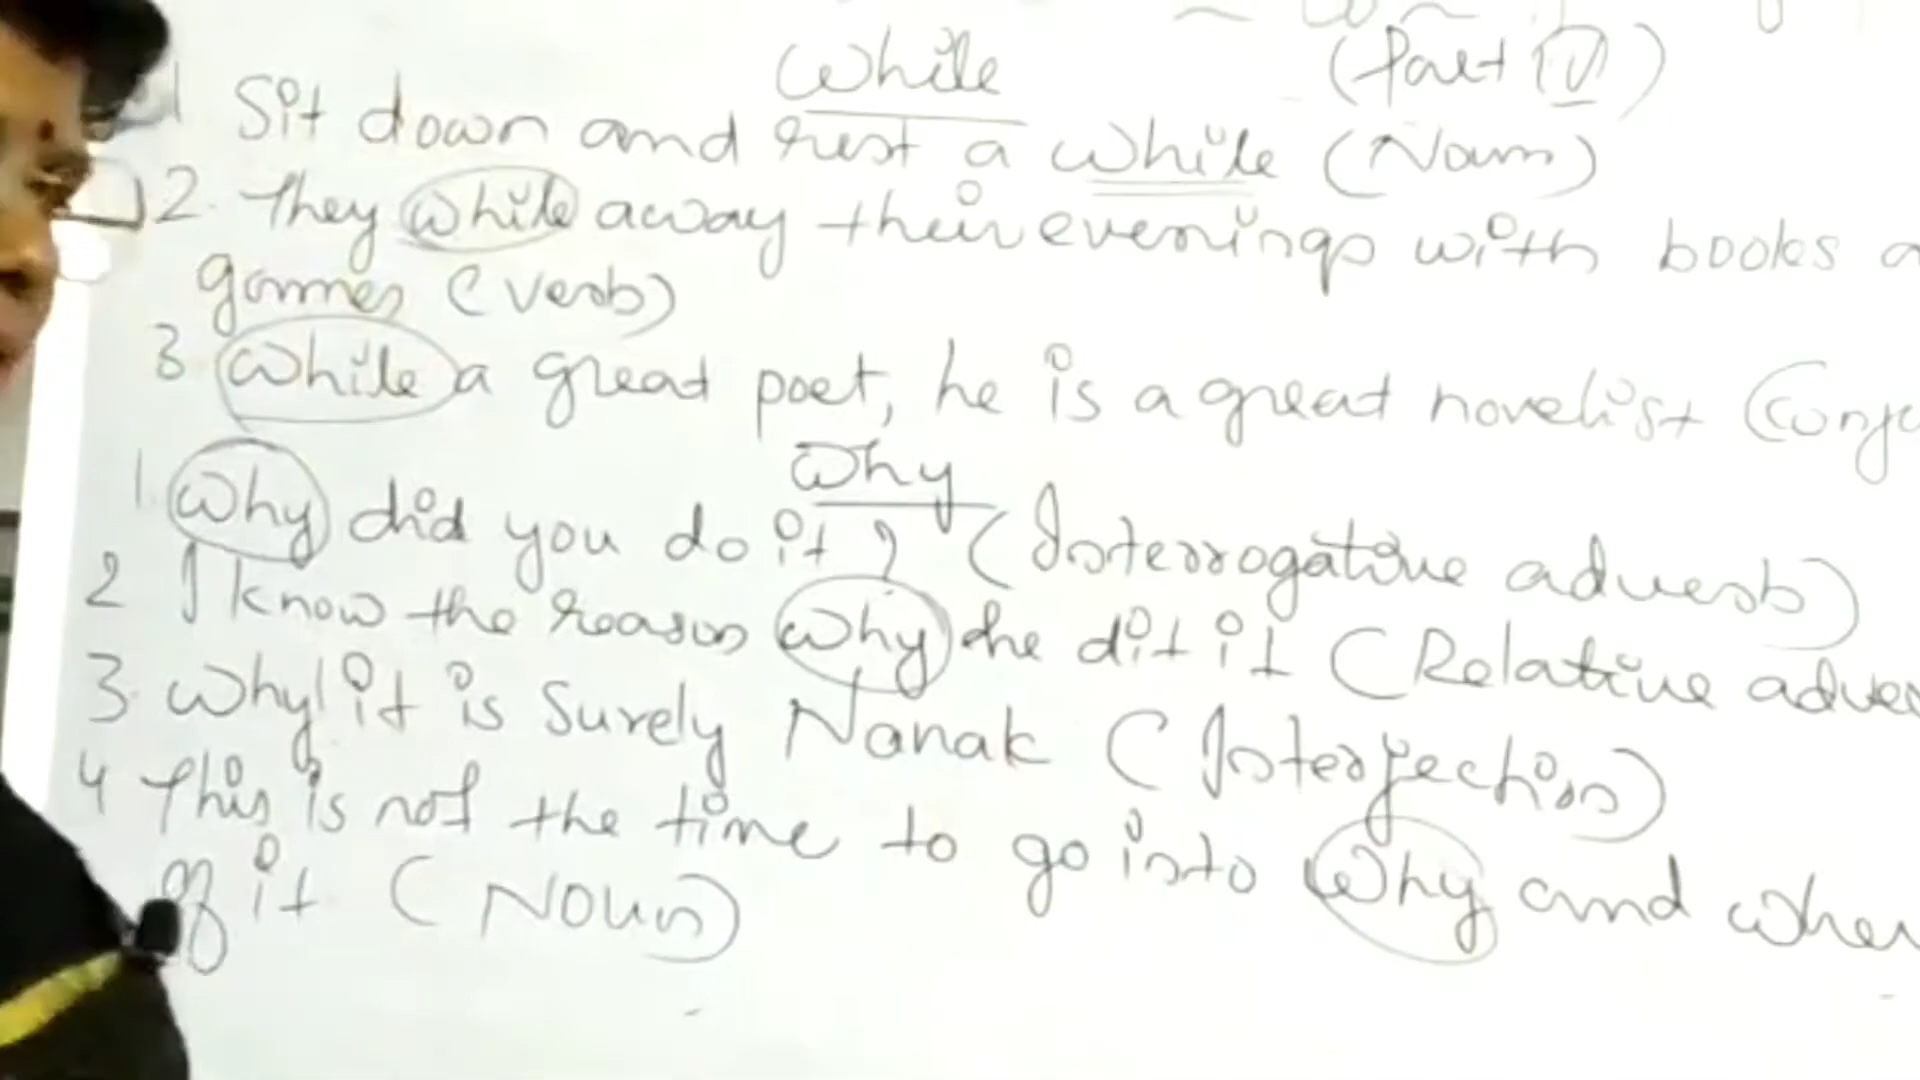 while
(Part IV)
1 Sit down and rest a while (Noun)
2. They while away their evenings with books a
games (verb)
3 While a great poet, he is a great novelist (conju
Why
1. Why did you do it? (Interrogative adverb)
2 I know the reason why he dit it (Relative adver
3. Why! it is surely Nanak (Interjection)
4 This is not the time to go into why and wher
of it (Noun)